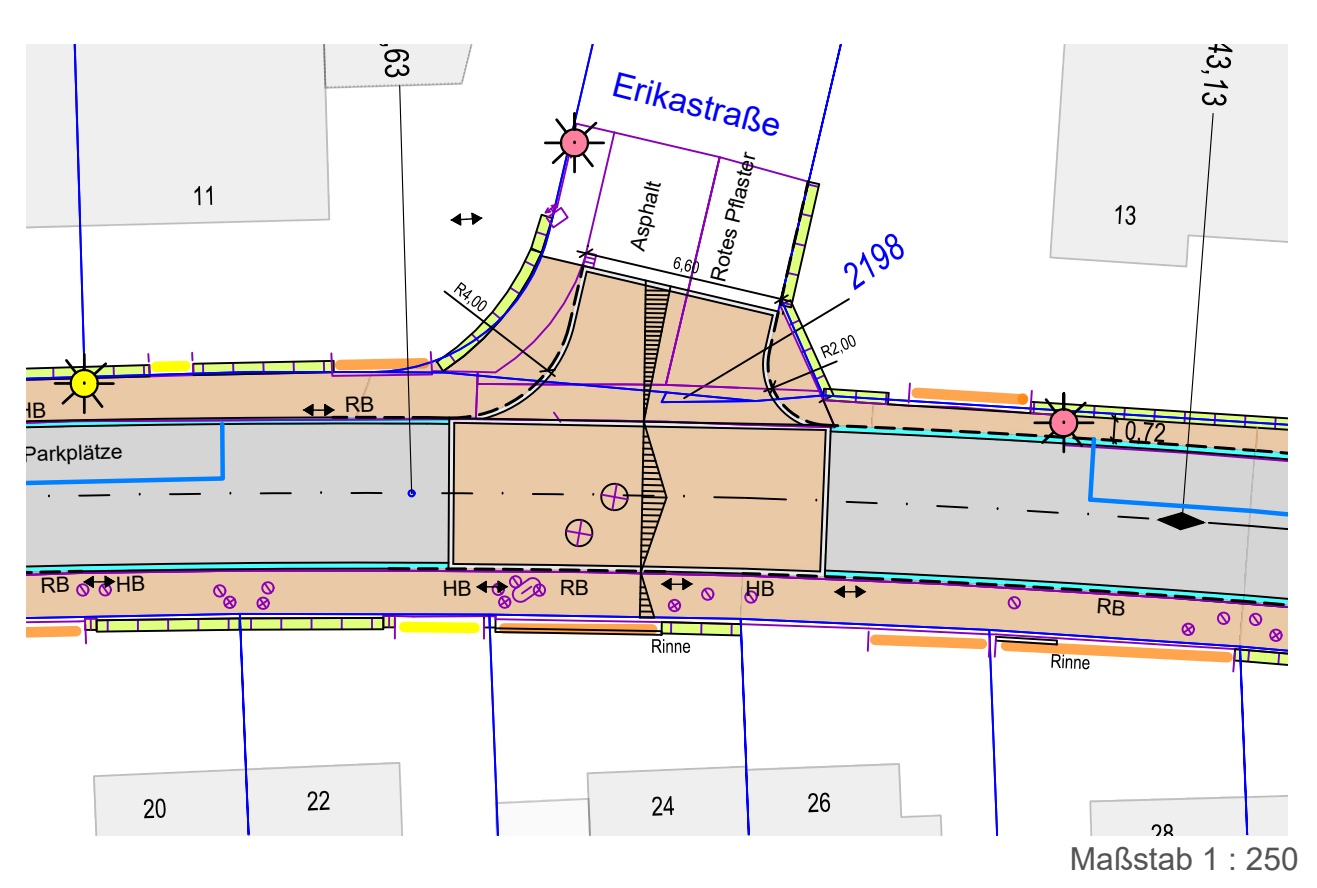 ,63
43,13
Erikastraße
11
13
Asphalt
Rotes Pflaster
2198
6,60
R4,00
R2,00
HB
RB
0,72
Parkplätze
RB
HB
HB
RB
HB
RB
Rinne
Rinne
20
22
24
26
28
Maßstab 1 : 250